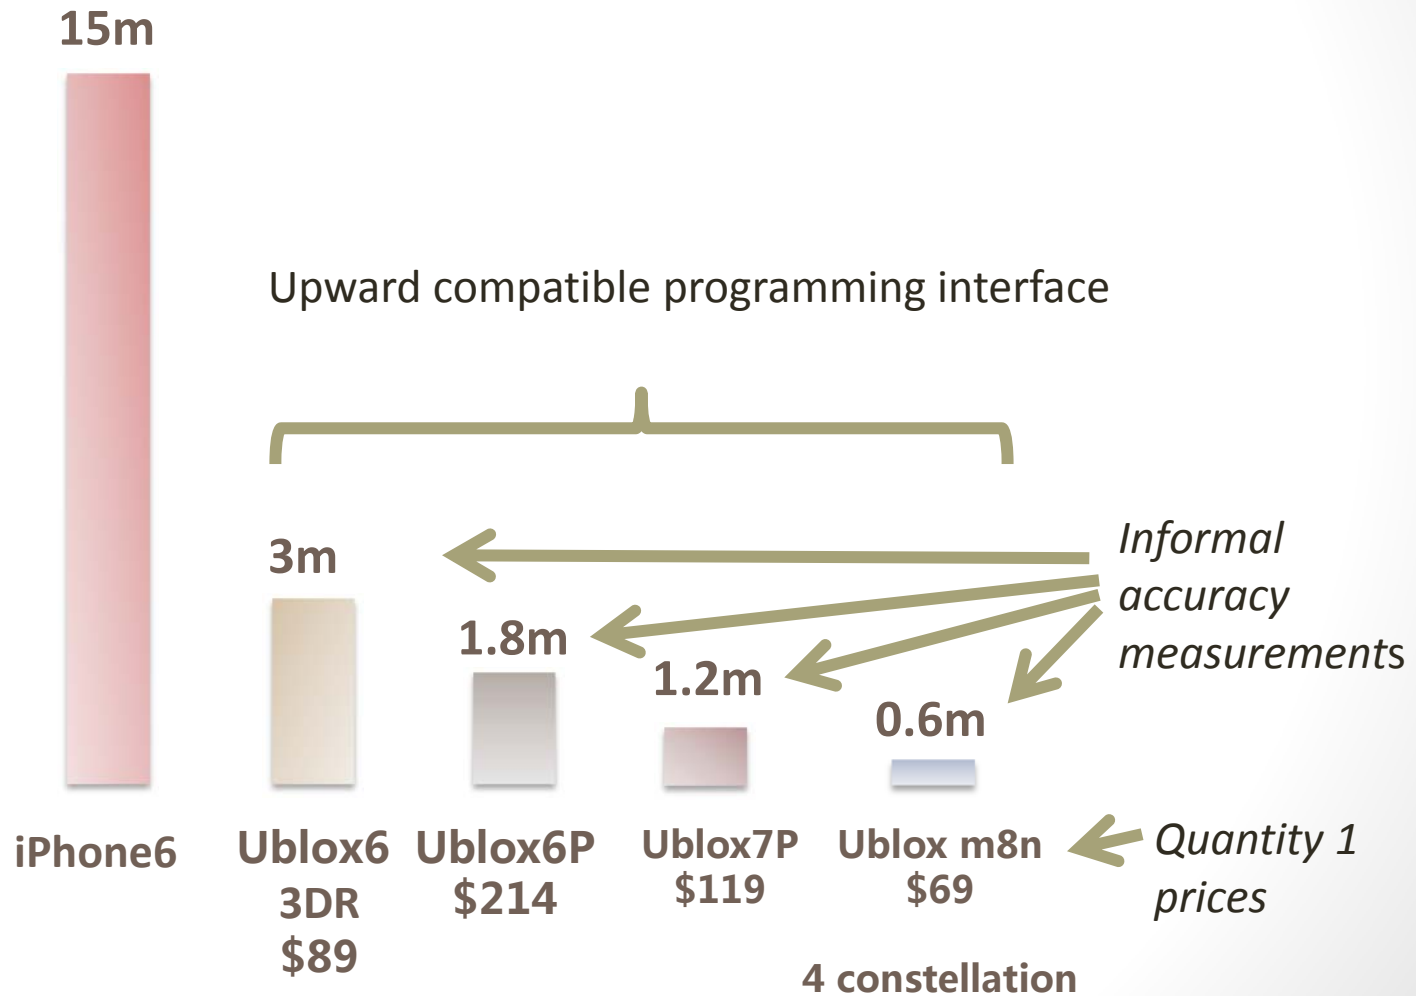 15m
Upward compatible programming interface
3m
1.8m
1.2m
0.6m
Informal
accuracy
measurements
iPhone6
Ublox6
3DR
$89
Ublox6P
$214
Ublox7P
$119
Ublox m8n
$69
4 constellation
Quantity 1
prices